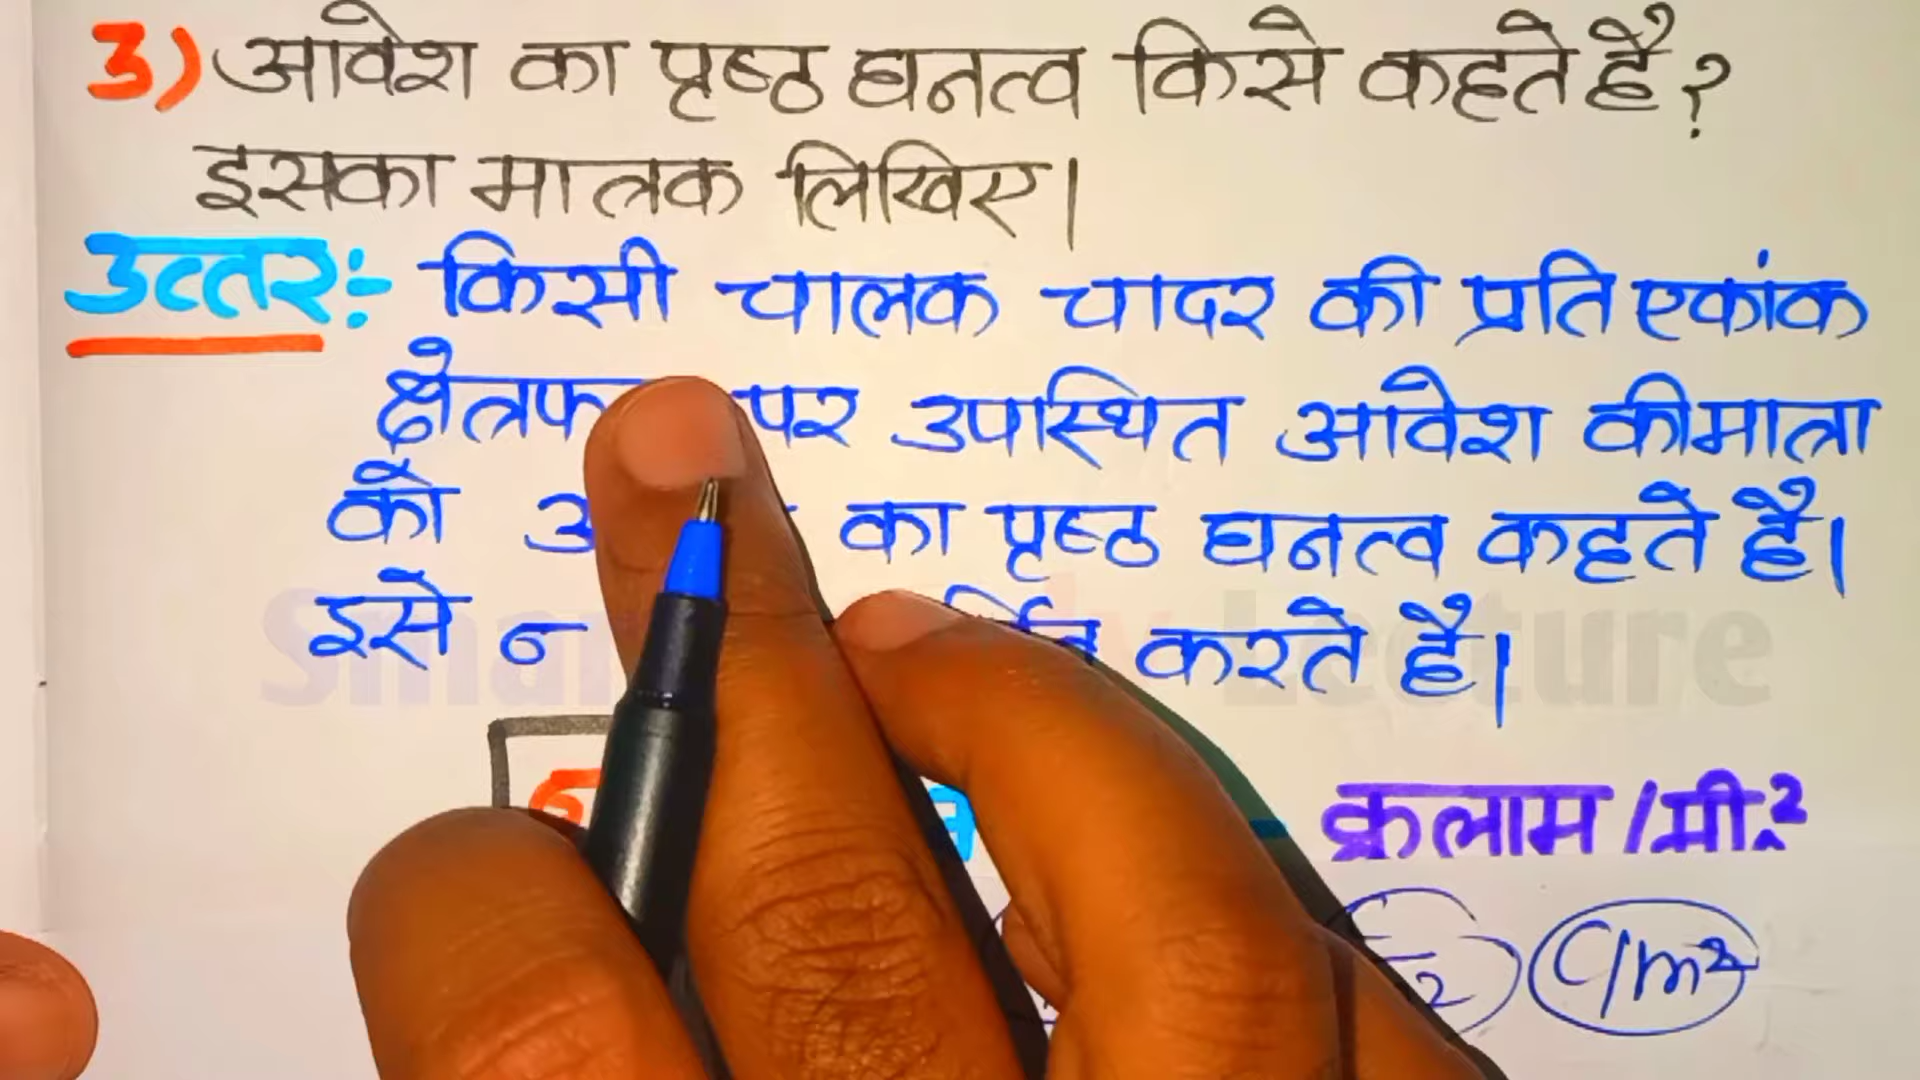 3) आवेश का पृष्ठ घनत्व किसे कहते है?
इसका मात्रक लिखिए।
उत्तर:- किसी चालक चादर की प्रति एकांक
पर उपस्थित आवेश की मात्रा
को का पृष्ठ घनत्व कहते है।
इसे करते है।
कूलाम /मी.²
C/m²